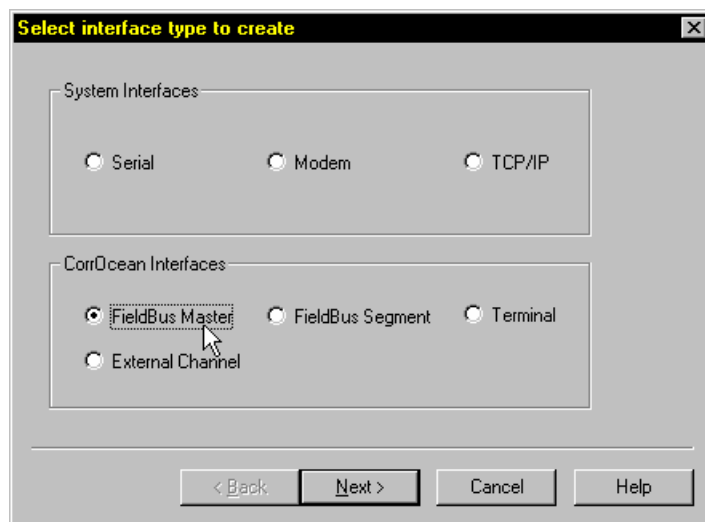 Select interface type to create
System Interfaces
Serial Modem TCP/IP
CorrOcean Interfaces
FieldBus Master FieldBus Segment Terminal
External Channel
< Back Next > Cancel Help